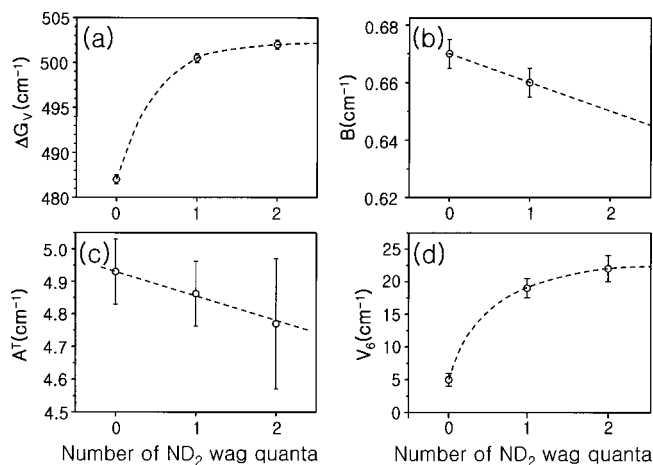 (a)
ΔG_V(cm⁻¹)
505
500
495
490
485
480
0 1 2
(b)
B(cm⁻¹)
0.68
0.66
0.64
0.62
0 1 2
(c)
Aᵀ(cm⁻¹)
5.0
4.9
4.8
4.7
4.6
4.5
0 1 2
Number of ND₂ wag quanta
(d)
V₆(cm⁻¹)
25
20
15
10
5
0
0 1 2
Number of ND₂ wag quanta